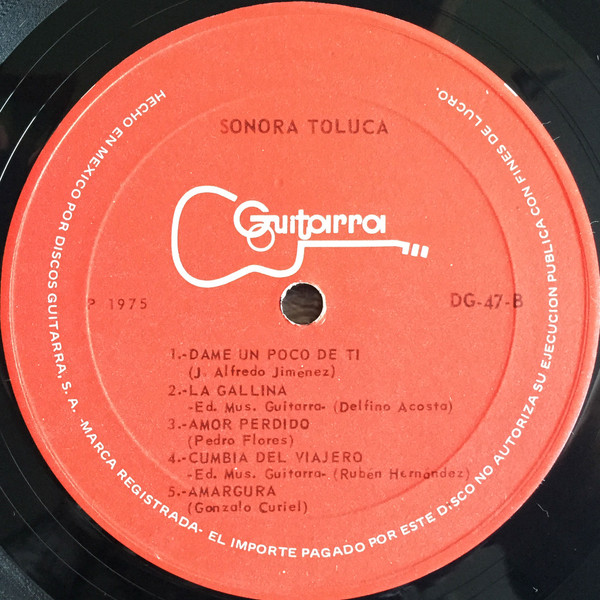 SONORA TOLUCA
Guitarra
P 1975
DG-47-B
1.-DAME UN POCO DE TI
(J. Alfredo Jimenez)
2.-LA GALLINA
-Ed. Mus. Guitarra- (Delfino Acosta)
3.-AMOR PERDIDO
(Pedro Flores)
4.-CUMBIA DEL VIAJERO
-Ed. Mus. Guitarra- (Rubén Hernández)
5.-AMARGURA
(Gonzalo Curiel)
HECHO EN MEXICO POR DISCOS GUITARRA, S. A. -MARCA REGISTRADA- EL IMPORTE PAGADO POR ESTE DISCO NO AUTORIZA SU EJECUCION PUBLICA CON FINES DE LUCRO.